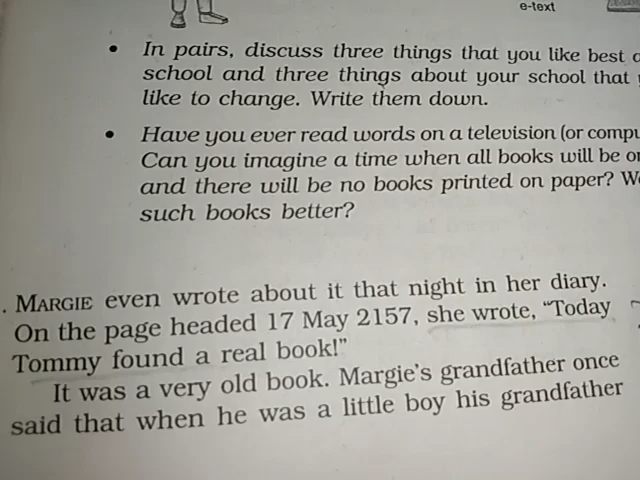 e-text
• In pairs, discuss three things that you like best
school and three things about your school that
like to change. Write them down.
• Have you ever read words on a television (or
Can you imagine a time when all books will be
and there will be no books printed on paper?
such books better?
. MARGIE even wrote about it that night in her diary.
On the page headed 17 May 2157, she wrote, “Today
Tommy found a real book!”
It was a very old book. Margie’s grandfather once
said that when he was a little boy his grandfather